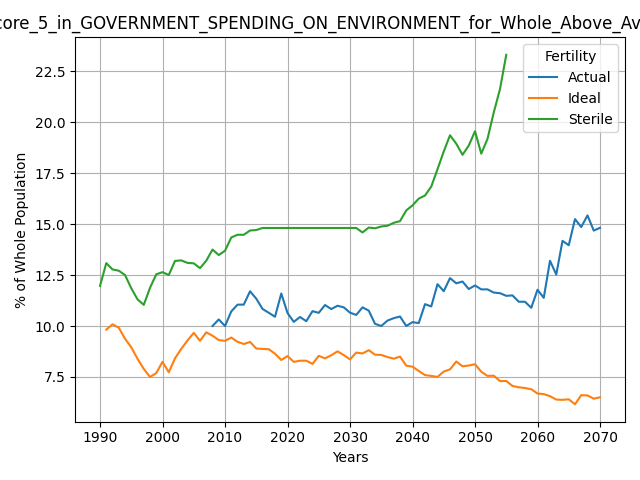 core_5_in_GOVERNMENT_SPENDING_ON_ENVIRONMENT_for_Whole_Above_Av
Fertility
Actual
Ideal
Sterile
% of Whole Population
22.5
20.0
17.5
15.0
12.5
10.0
7.5
1990 2000 2010 2020 2030 2040 2050 2060 2070
Years